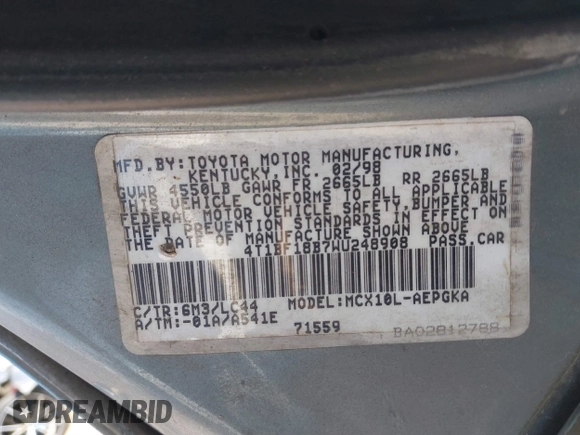 MFD.BY:TOYOTA MOTOR MANUFACTURING,
KENTUCKY,INC. 02/98
GVWR 4550LB GAWR FR 2665LB RR 2665LB
THIS VEHICLE CONFORMS TO ALL APPLICABLE
FEDERAL MOTOR VEHICLE SAFETY,BUMPER AND
THEFT PREVENTION STANDARDS IN EFFECT ON
THE DATE OF MANUFACTURE SHOWN ABOVE
4T1BF18B7WU248908 PASS.CAR
C/TR:6M3/LC44 MODEL:MCX10L-AEPGKA
A/TM:-01A/A541E 71559 BA02812788
DREAMBID